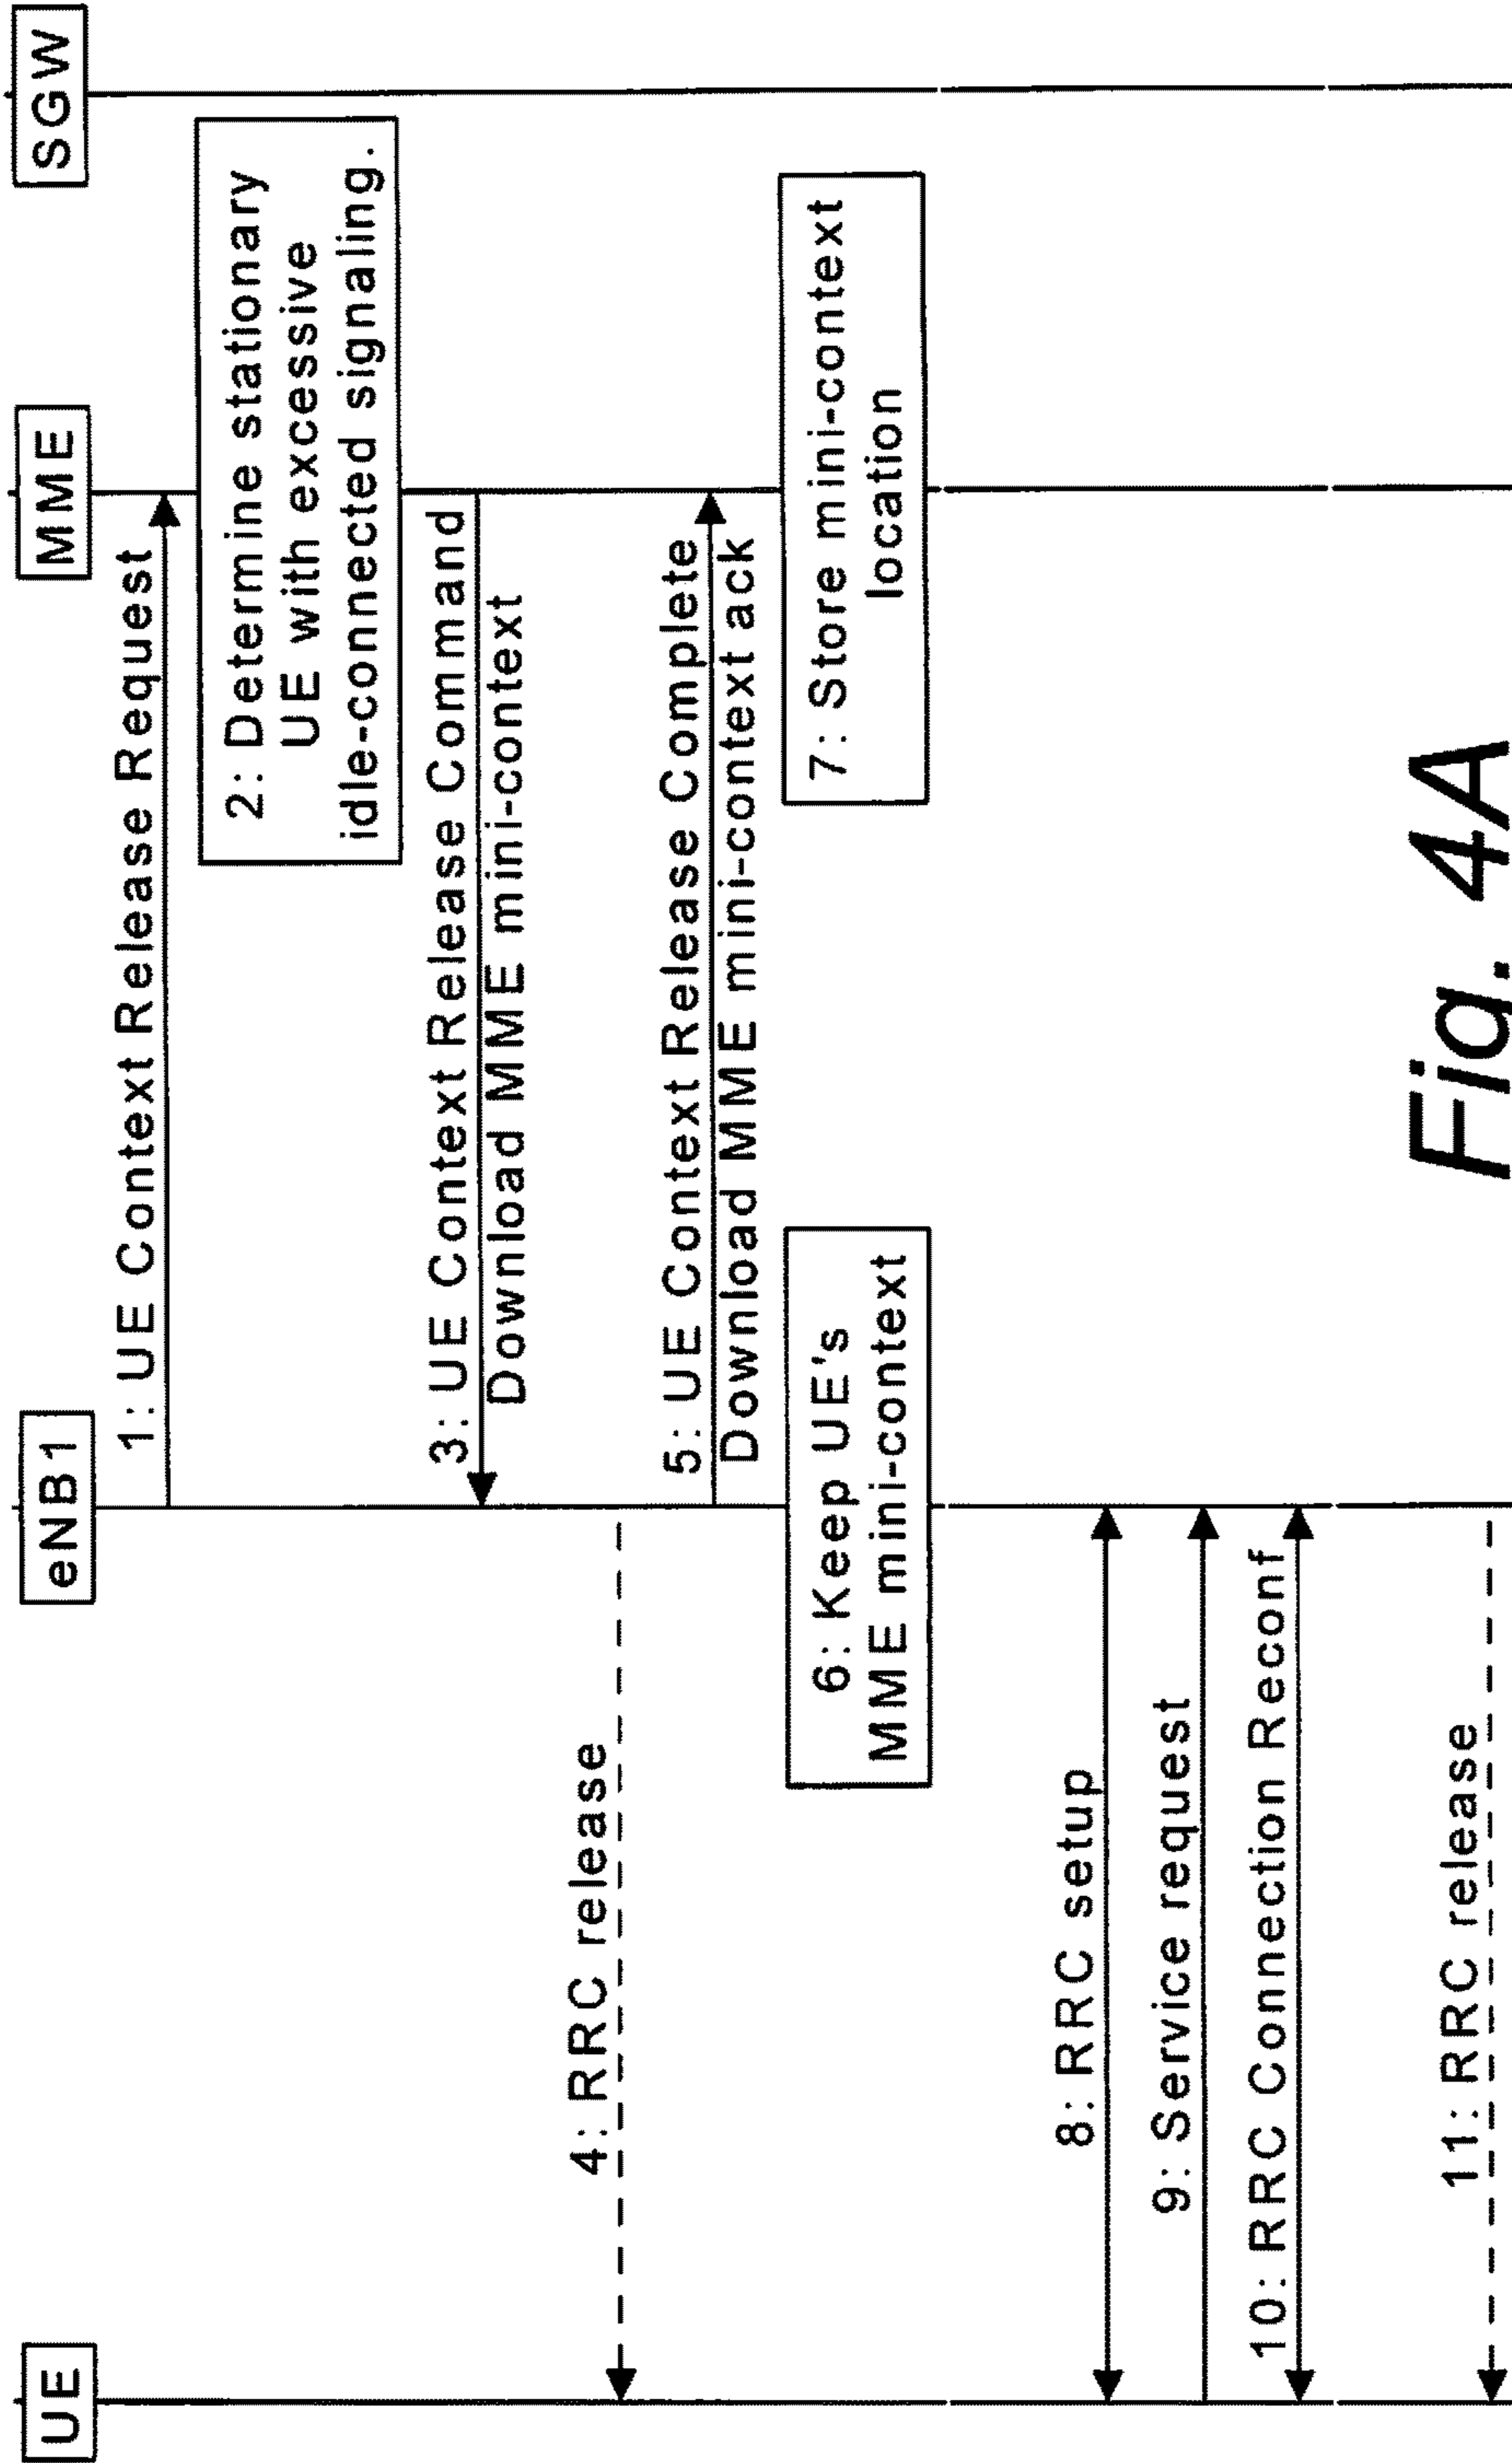 UE
eNB1
MME
SGW
1: UE Context Release Request
2: Determine stationary
UE with excessive
idle-connected signaling.
3: UE Context Release Command
Download MME mini-context
4: RRC release
5: UE Context Release Complete
Download MME mini-context ack
6: Keep UE's
MME mini-context
7: Store mini-context
location
8: RRC setup
9: Service request
10: RRC Connection Reconf
11: RRC release
Fig. 4A